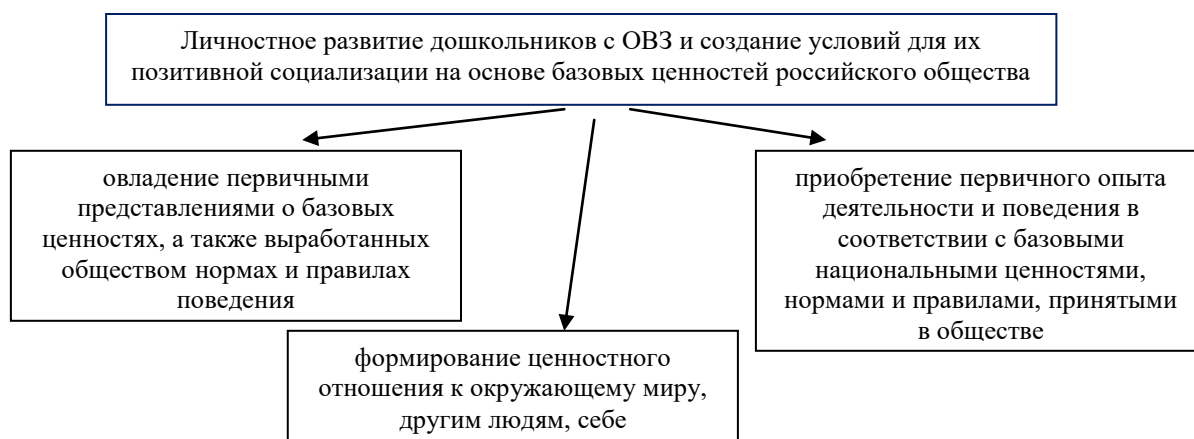 Личностное развитие дошкольников с ОВЗ и создание условий для их
позитивной социализации на основе базовых ценностей российского общества
овладение первичными
представлениями о базовых
ценностях, а также выработанных
обществом нормах и правилах
поведения
формирование ценностного
отношения к окружающему миру,
другим людям, себе
приобретение первичного опыта
деятельности и поведения в
соответствии с базовыми
национальными ценностями,
нормами и правилами, принятыми
в обществе